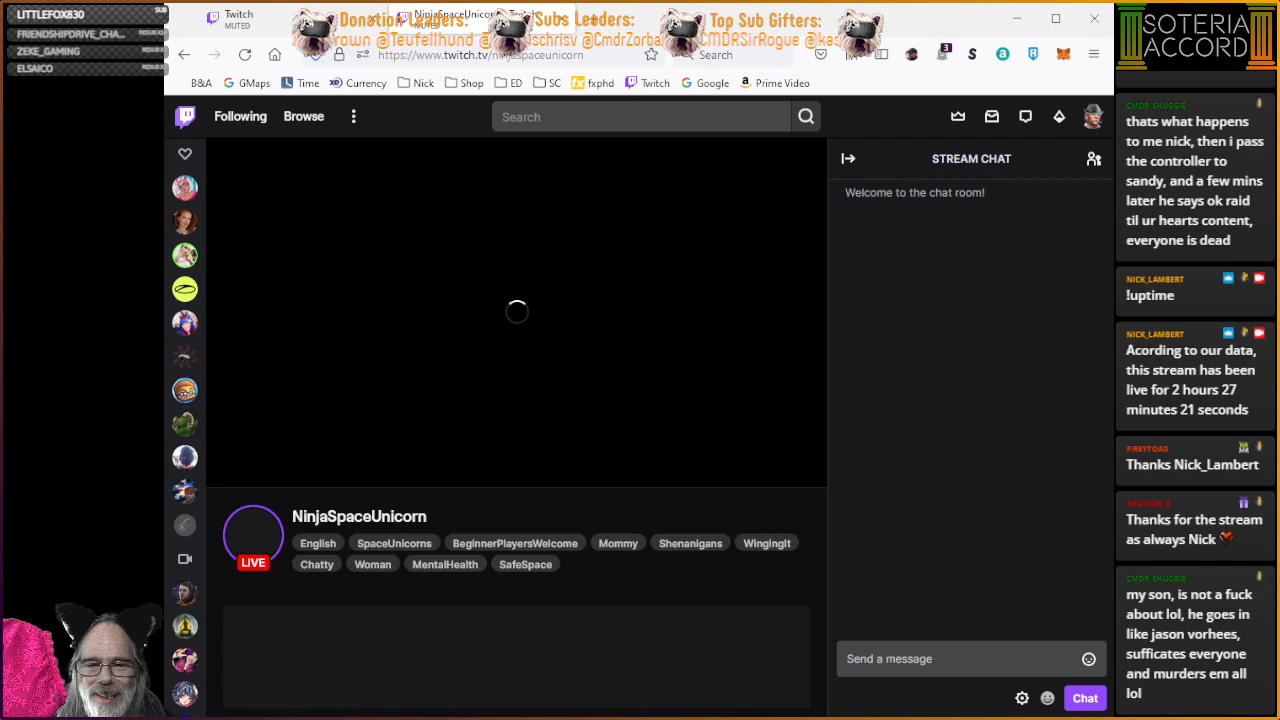 LITTLEFOX830
SUB
FRIENDSHIPDRIVE_CHA...
ZEKE_GAMING
ELSAICO
Twitch
MUTED
Donation Leaders:
Subs Leaders:
Top Sub Gifters:
@Teufellhund
@CmdrZorba
CMDRSirRogue
https://www.twitch.tv/ninjaspaceunicorn
Search
3
B&A
GMaps
Time
Currency
Nick
Shop
ED
SC
fxphd
Twitch
Google
Prime Video
Following
Browse
Search
STREAM CHAT
Welcome to the chat room!
NinjaSpaceUnicorn
LIVE
English
SpaceUnicorns
BeginnerPlayersWelcome
Mommy
Shenanigans
WingingIt
Chatty
Woman
MentalHealth
SafeSpace
Send a message
Chat
SOTERIA
ACCORD
CMDR_SHUGGIE
thats what happens
to me nick, then i pass
the controller to
sandy, and a few mins
later he says ok raid
til ur hearts content,
everyone is dead
NICK_LAMBERT
!uptime
NICK_LAMBERT
Acording to our data,
this stream has been
live for 2 hours 27
minutes 21 seconds
FIREYTOAD
Thanks Nick_Lambert
Thanks for the stream
as always Nick
CMDR_SHUGGIE
my son, is not a fuck
about lol, he goes in
like jason vorhees,
sufficates everyone
and murders em all
lol